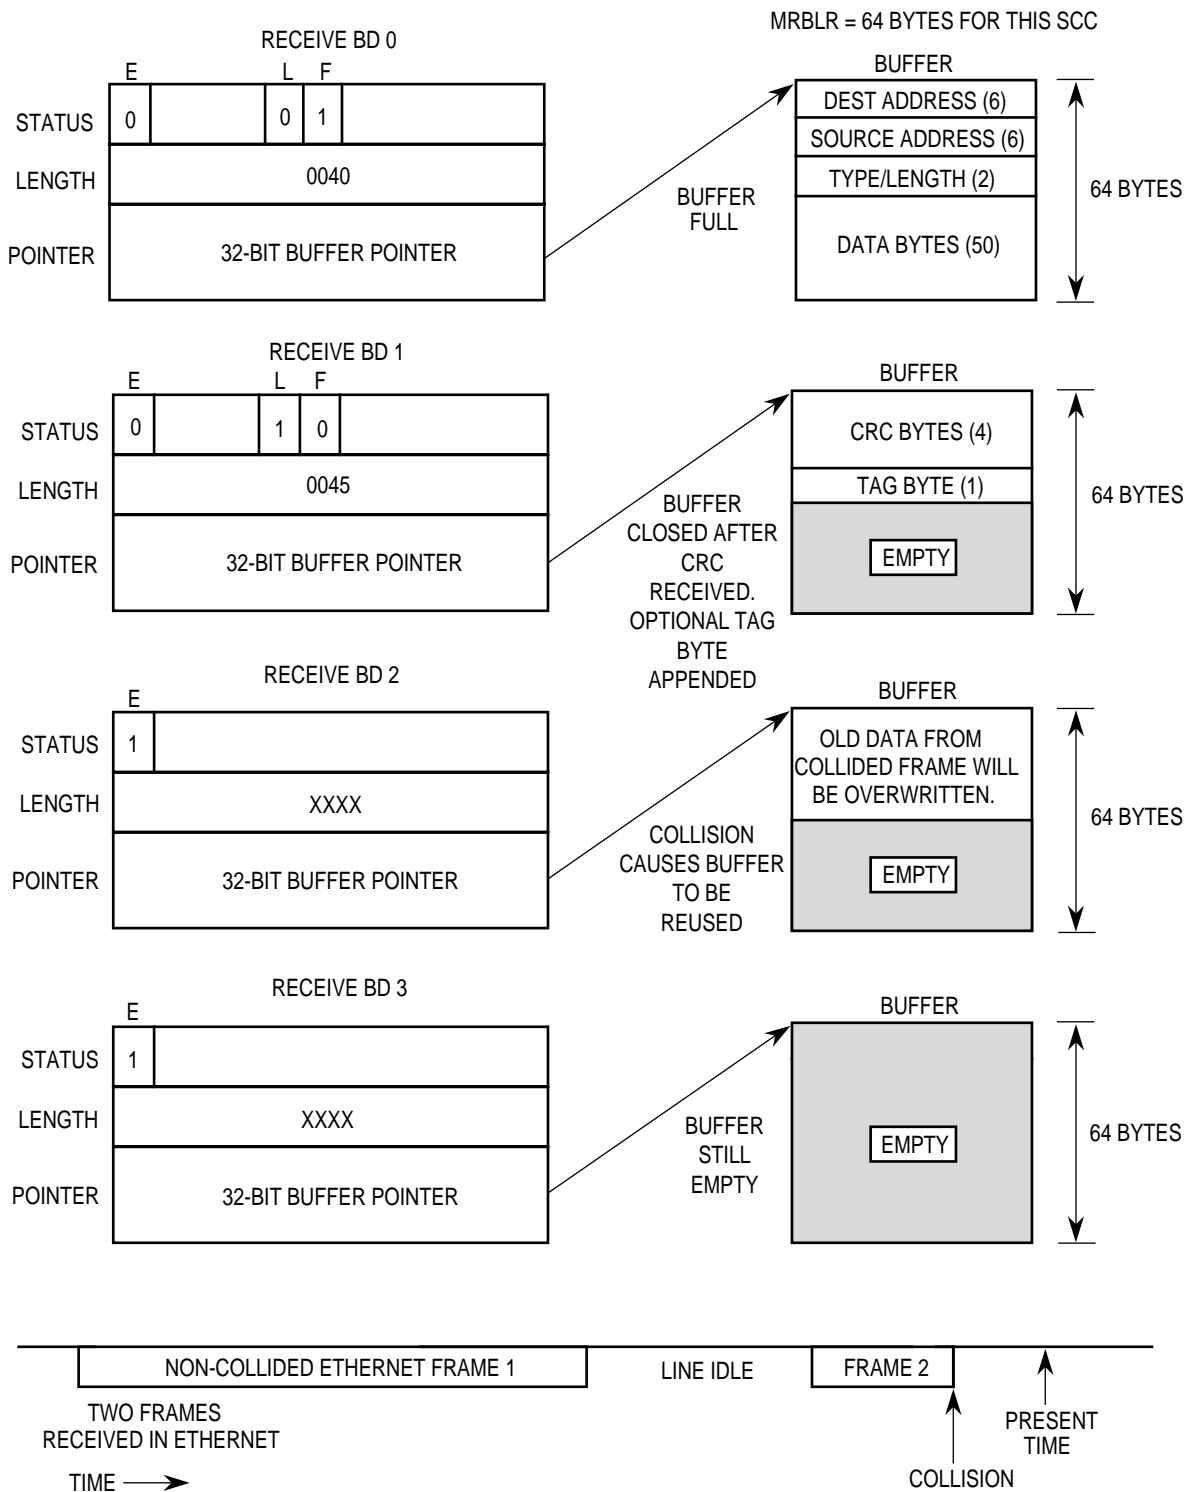 MRBLR = 64 BYTES FOR THIS SCC
RECEIVE BD 0
E L F
STATUS 0 0 1
LENGTH 0040
POINTER 32-BIT BUFFER POINTER
BUFFER
FULL
BUFFER
DEST ADDRESS (6)
SOURCE ADDRESS (6)
TYPE/LENGTH (2)
DATA BYTES (50)
64 BYTES
RECEIVE BD 1
E L F
STATUS 0 1 0
LENGTH 0045
POINTER 32-BIT BUFFER POINTER
BUFFER
CLOSED AFTER
CRC
RECEIVED.
OPTIONAL TAG
BYTE
APPENDED
BUFFER
CRC BYTES (4)
TAG BYTE (1)
EMPTY
64 BYTES
RECEIVE BD 2
E
STATUS 1
LENGTH XXXX
POINTER 32-BIT BUFFER POINTER
COLLISION
CAUSES BUFFER
TO BE
REUSED
BUFFER
OLD DATA FROM
COLLIDED FRAME WILL
BE OVERWRITTEN.
EMPTY
64 BYTES
RECEIVE BD 3
E
STATUS 1
LENGTH XXXX
POINTER 32-BIT BUFFER POINTER
BUFFER
STILL
EMPTY
BUFFER
EMPTY
64 BYTES
NON-COLLIDED ETHERNET FRAME 1 LINE IDLE FRAME 2
TWO FRAMES
RECEIVED IN ETHERNET
TIME
COLLISION
PRESENT
TIME